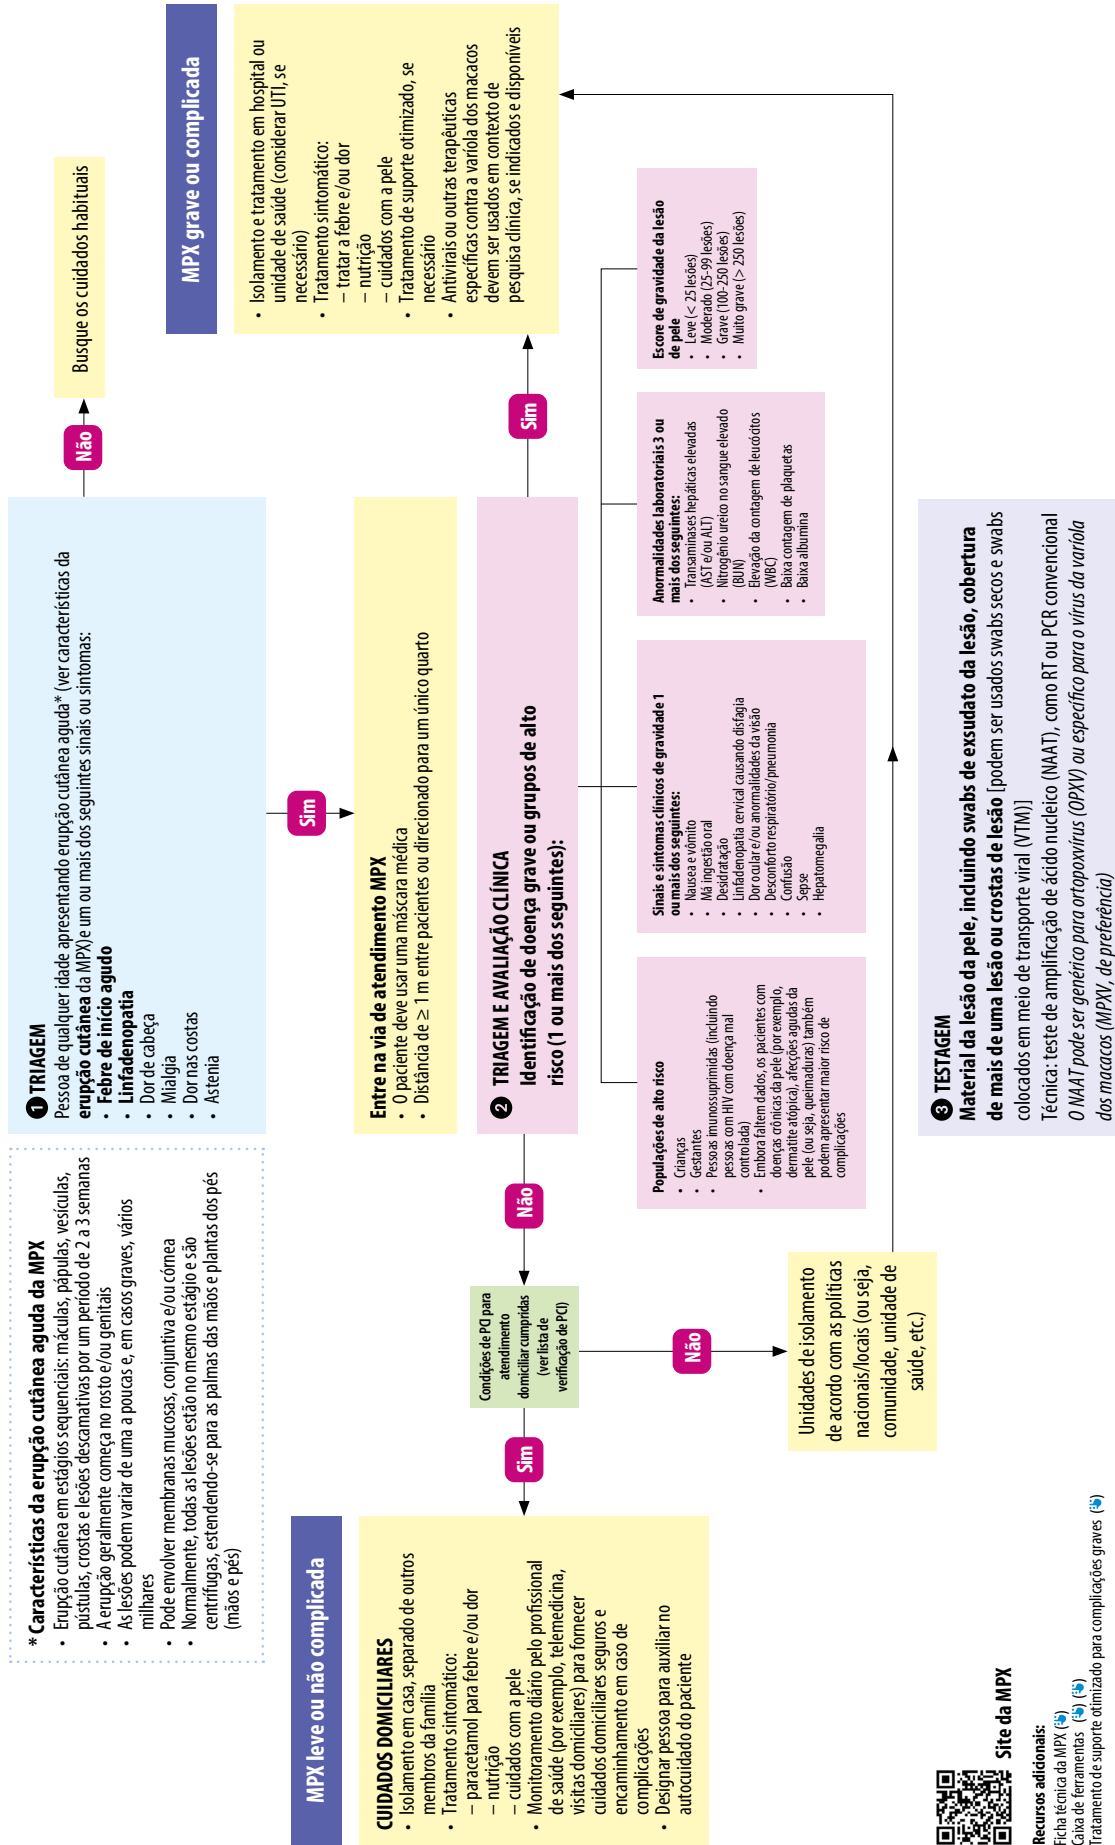 * Características da erupção cutânea aguda da MPX
• Erupção cutânea em estágios sequenciais: máculas, pápulas, vesículas,
pústulas, crostas e lesões descamativas por um período de 2 a 3 semanas
• A erupção geralmente começa no rosto e/ou genitais
• As lesões podem variar de uma a poucas e, em casos graves, vários
milhares
• Pode envolver membranas mucosas, conjuntiva e/ou córnea
• Normalmente, todas as lesões estão no mesmo estágio e são
centrífugas, estendendo-se para as palmas das mãos e plantas dos pés
(mãos e pés)
1 TRIAGEM
Pessoa de qualquer idade apresentando erupção cutânea aguda* (ver características da
erupção cutânea da MPX)e um ou mais dos seguintes sinais ou sintomas:
• Febre de início agudo
• Linfadenopatia
• Dor de cabeça
• Mialgia
• Dor nas costas
• Astenia
Não
Busque os cuidados habituais
Sim
Entre na via de atendimento MPX
• O paciente deve usar uma máscara médica
• Distância de ≥ 1 m entre pacientes ou direcionado para um único quarto
2 TRIAGEM E AVALIAÇÃO CLÍNICA
Identificação de doença grave ou grupos de alto
risco (1 ou mais dos seguintes):
Não
Sim
MPX leve ou não complicada
CUIDADOS DOMICILIARES
• Isolamento em casa, separado de outros
membros da família
• Tratamento sintomático:
– paracetamol para febre e/ou dor
– nutrição
– cuidados com a pele
• Monitoramento diário pelo profissional
de saúde (por exemplo, telemedicina,
visitas domiciliares) para fornecer
cuidados domiciliares seguros e
encaminhamento em caso de
complicações
• Designar pessoa para auxiliar no
autocuidado do paciente
Sim
Condições de PCI para
atendimento
domiciliar cumpridas
(ver lista de
verificação de PCI)
Não
Unidades de isolamento
de acordo com as políticas
nacionais/locais (ou seja,
comunidade, unidade de
saúde, etc.)
MPX grave ou complicada
• Isolamento e tratamento em hospital ou
unidade de saúde (considerar UTI, se
necessário)
• Tratamento sintomático:
– tratar a febre e/ou dor
– nutrição
– cuidados com a pele
• Tratamento de suporte otimizado, se
necessário
• Antivirais ou outras terapêuticas
específicas contra a varíola dos macacos
devem ser usados em contexto de
pesquisa clínica, se indicados e disponíveis
Populações de alto risco
• Crianças
• Gestantes
• Pessoas imunossuprimidas (incluindo
pessoas com HIV com doença mal
controlada)
• Embora faltem dados, os pacientes com
doenças crônicas da pele (por exemplo,
dermatite atópica), afecções agudas da
pele (ou seja, queimaduras) também
podem apresentar maior risco de
complicações
Sinais e sintomas clínicos de gravidade 1
ou mais dos seguintes:
• Nausea e vômito
• Má ingestão oral
• Desidratação
• Linfadenopatia cervical causando disfagia
• Dor ocular e/ou anormalidades da visão
• Desconforto respiratório/pneumonia
• Confusão
• Sepse
• Hepatomegalia
Anormalidades laboratoriais 3 ou
mais dos seguintes:
• Transaminases hepáticas elevadas
(AST e/ou ALT)
• Nitrogênio ureico no sangue elevado
(BUN)
• Elevação da contagem de leucócitos
(WBC)
• Baixa contagem de plaquetas
• Baixa albumina
Escore de gravidade da lesão
de pele
• Leve (< 25 lesões)
• Moderado (25-99 lesões)
• Grave (100-250 lesões)
• Muito grave (> 250 lesões)
3 TESTAGEM
Material da lesão da pele, incluindo swabs de exsudato da lesão, cobertura
de mais de uma lesão ou crostas de lesão [podem ser usados swabs secos e swabs
colocados em meio de transporte viral (VTM)]
Técnica: teste de amplificação de ácido nucleico (NAAT), como RT ou PCR convencional
O NAAT pode ser genérico para ortopoxvírus (OPXV) ou específico para o vírus da varíola
dos macacos (MPXV, de preferência)
Site da MPX
Recursos adicionais:
Ficha técnica da MPX ()
Caixa de ferramentas () ()
Tratamento de suporte otimizado para complicações graves ()